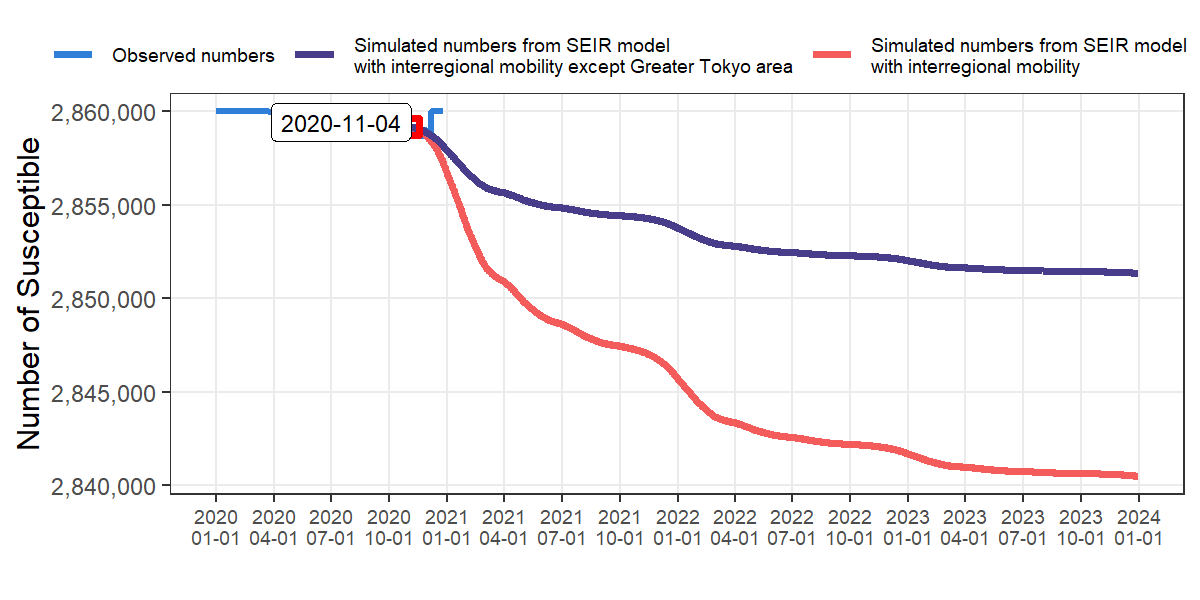 Observed numbers
Simulated numbers from SEIR model
with interregional mobility except Greater Tokyo area
Simulated numbers from SEIR model
with interregional mobility
Number of Susceptible
2,860,000
2,855,000
2,850,000
2,845,000
2,840,000
2020-11-04
2020 2020 2020 2020 2021 2021 2021 2021 2022 2022 2022 2022 2023 2023 2023 2023 2024
01-01 04-01 07-01 10-01 01-01 04-01 07-01 10-01 01-01 04-01 07-01 10-01 01-01 04-01 07-01 10-01 01-01